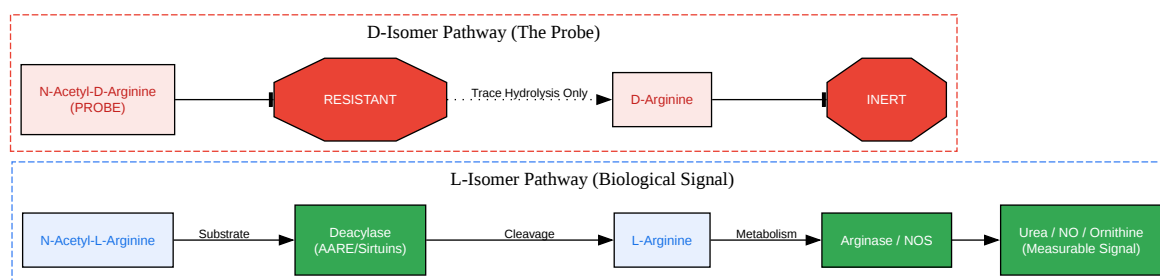 D-Isomer Pathway (The Probe)
N-Acetyl-D-Arginine
(PROBE)
RESISTANT
Trace Hydrolysis Only
D-Arginine
INERT
L-Isomer Pathway (Biological Signal)
N-Acetyl-L-Arginine
Substrate
Deacylase
(AARE/Sirtuins)
Cleavage
L-Arginine
Metabolism
Arginase / NOS
Urea / NO / Ornithine
(Measurable Signal)